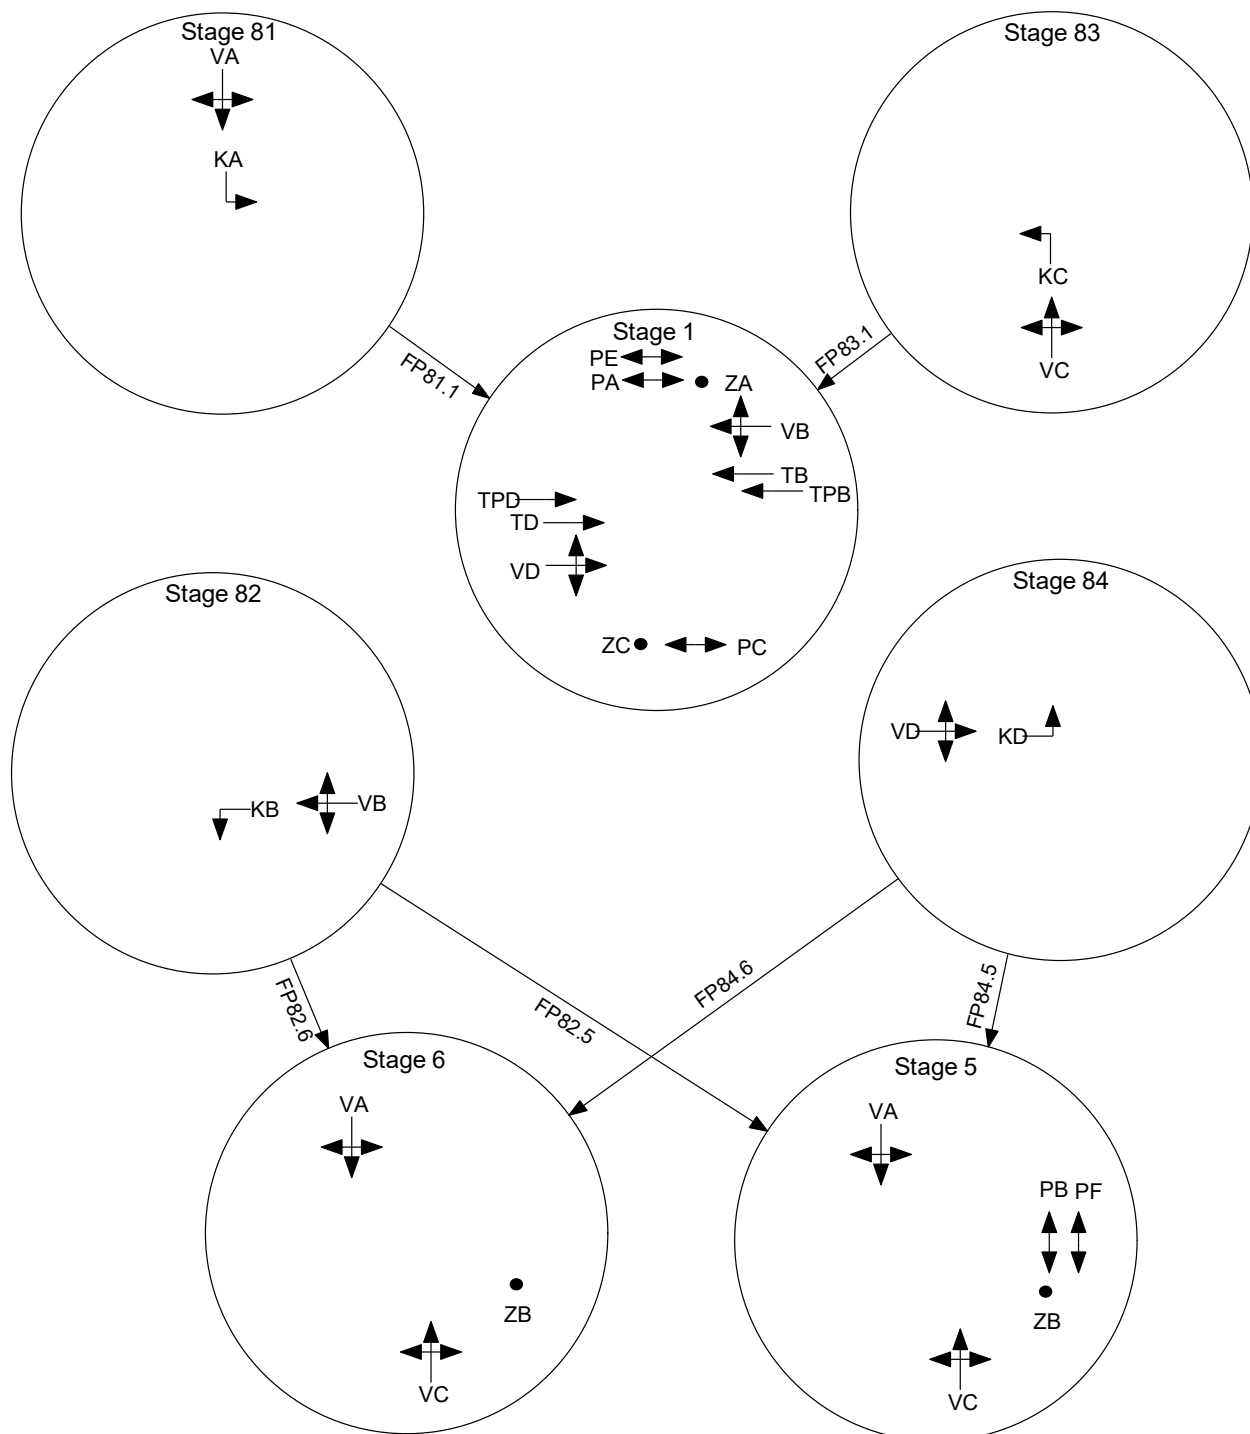 Stage 81
VA
KA
Stage 83
KC
VC
FP81.1
FP83.1
Stage 1
PE
PA
ZA
VB
TB
TPB
TPD
TD
VD
ZC
PC
Stage 82
KB
VB
Stage 84
VD
KD
FP82.6
FP82.5
FP84.6
FP84.5
Stage 6
VA
ZB
VC
Stage 5
VA
PB PF
ZB
VC